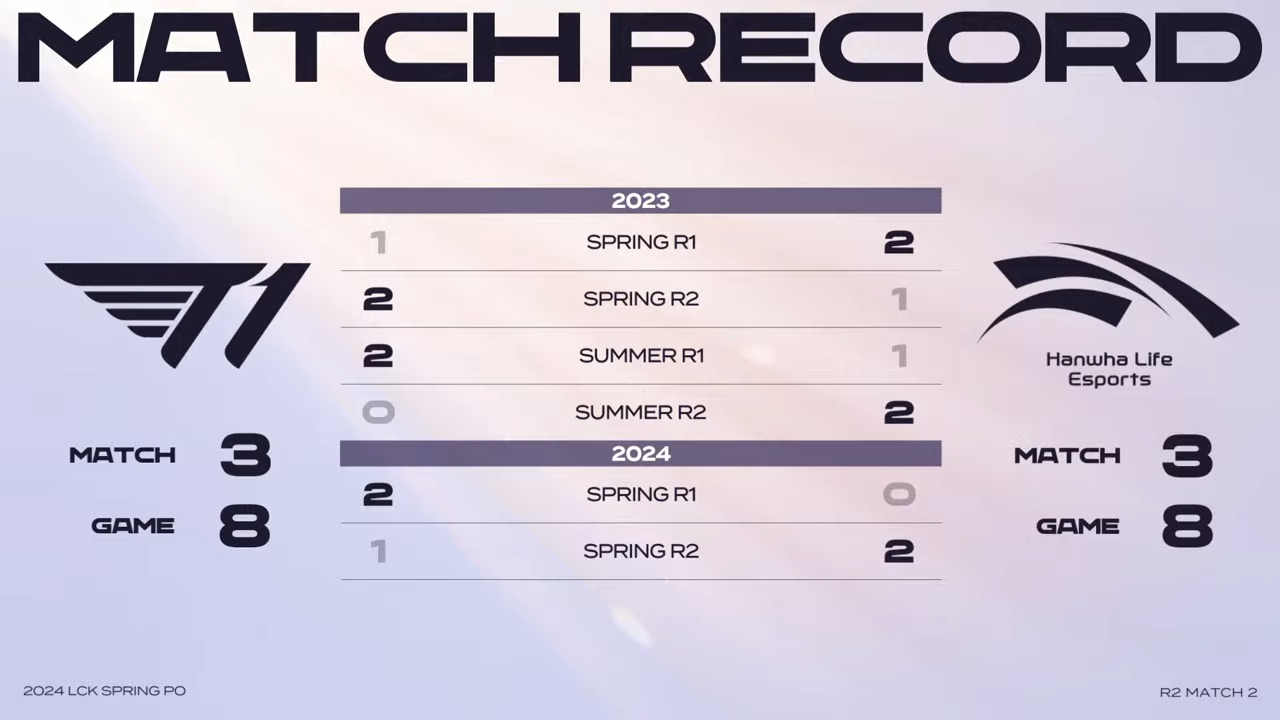 MATCH RECORD
2023
1 SPRING R1 2
2 SPRING R2 1
2 SUMMER R1 1
0 SUMMER R2 2
2024
2 SPRING R1 0
1 SPRING R2 2
T1
MATCH 3
GAME 8
Hanwha Life
Esports
MATCH 3
GAME 8
2024 LCK SPRING PO
R2 MATCH 2